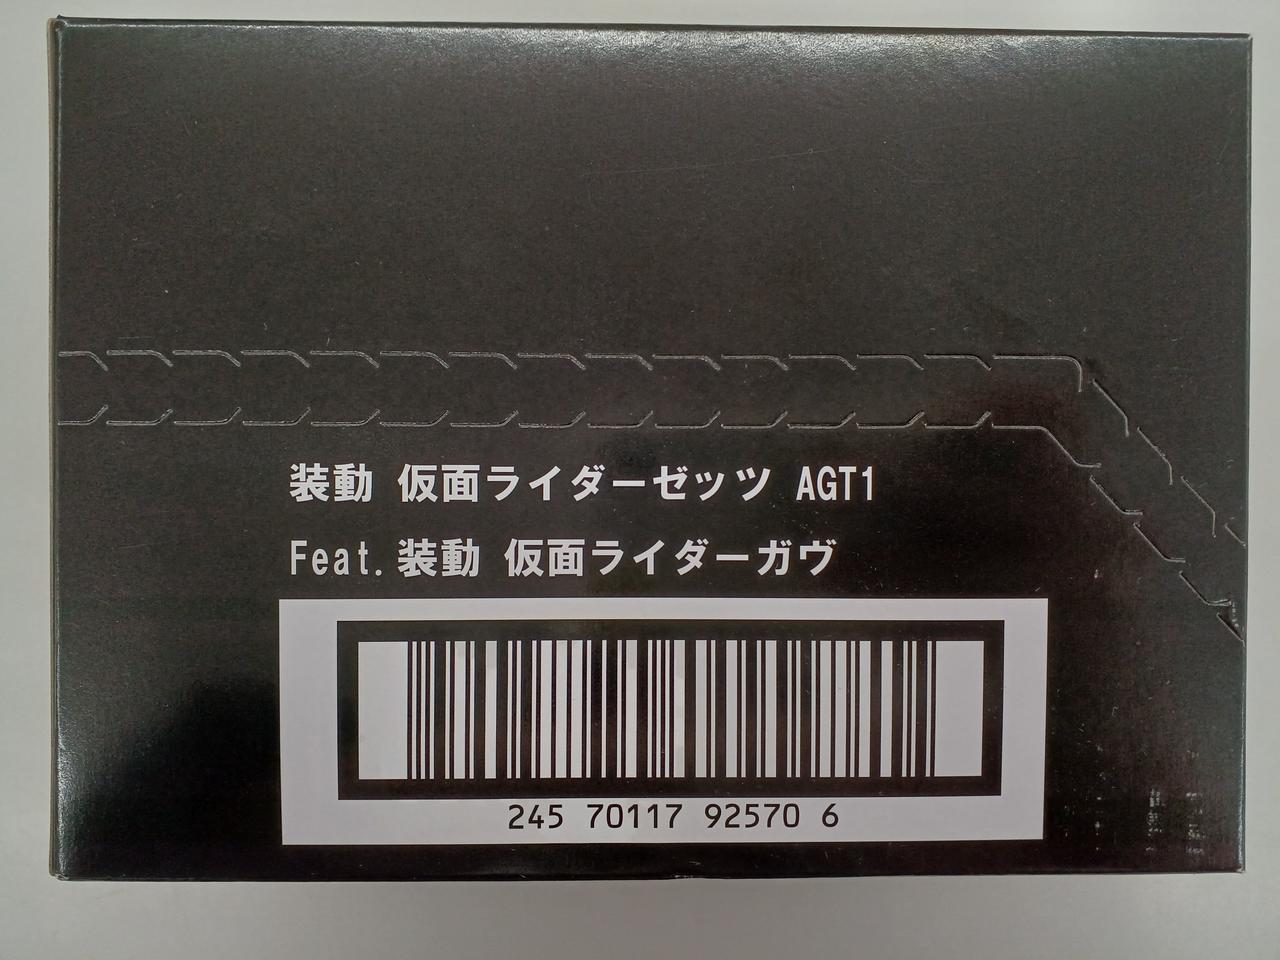 装動 仮面ライダーゼッツ AGT1
Feat.装動 仮面ライダーガヴ
245 70117 92570 6